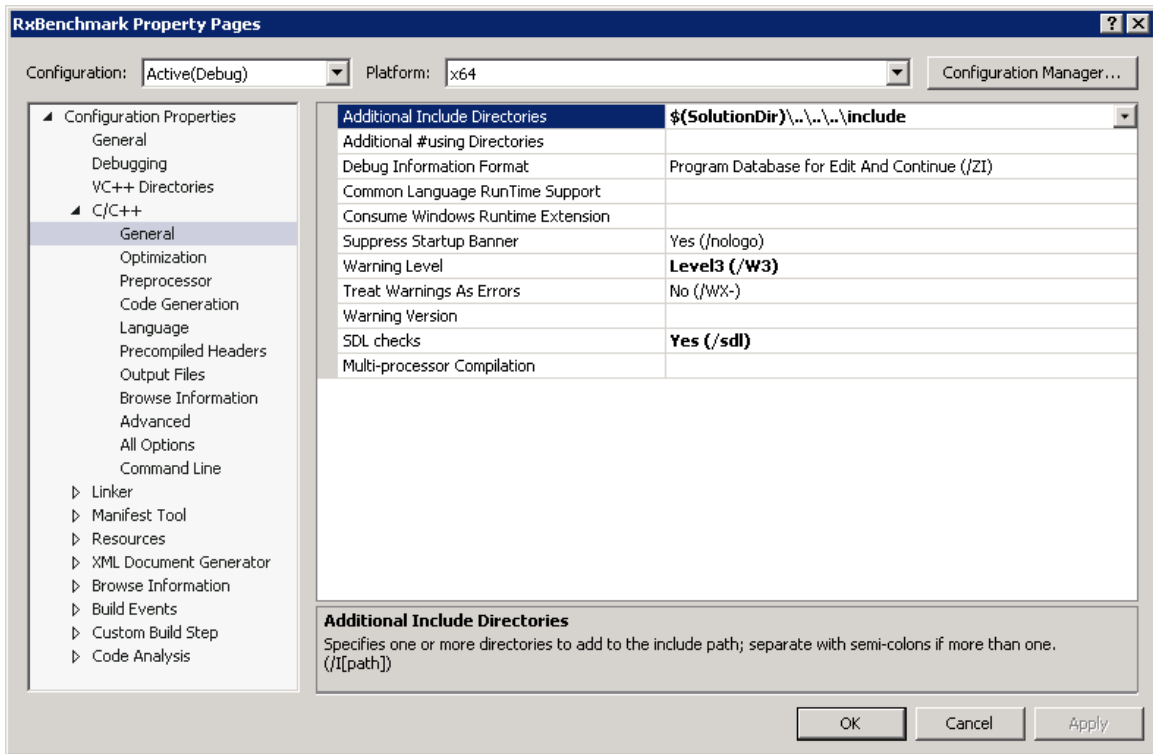 RxBenchmark Property Pages
Configuration: Active(Debug) Platform: x64 Configuration Manager...
Configuration Properties
General
Debugging
VC++ Directories
C/C++
General
Optimization
Preprocessor
Code Generation
Language
Precompiled Headers
Output Files
Browse Information
Advanced
All Options
Command Line
Linker
Manifest Tool
Resources
XML Document Generator
Browse Information
Build Events
Custom Build Step
Code Analysis
Additional Include Directories $(SolutionDir)\..\..\..\include
Additional #using Directories
Debug Information Format Program Database for Edit And Continue (/ZI)
Common Language RunTime Support
Consume Windows Runtime Extension
Suppress Startup Banner Yes (/nologo)
Warning Level Level3 (/W3)
Treat Warnings As Errors No (/WX-)
Warning Version
SDL checks Yes (/sdl)
Multi-processor Compilation
Additional Include Directories
Specifies one or more directories to add to the include path; separate with semi-colons if more than one.
(/I[path])
OK Cancel Apply